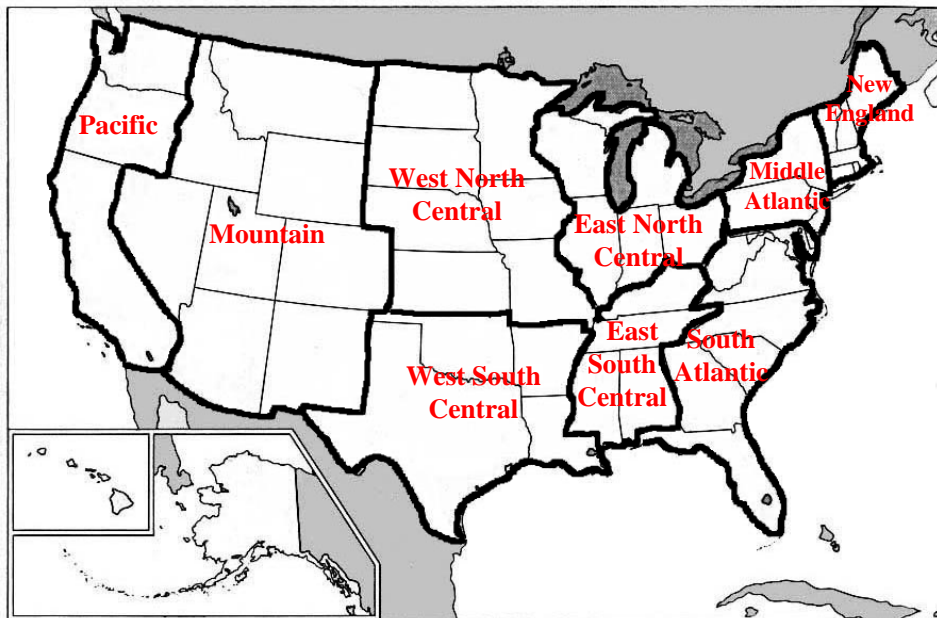 New
England
Pacific
Middle
Atlantic
West North
Central
East North
Central
Mountain
East
South
Central
South
Atlantic
West South
Central